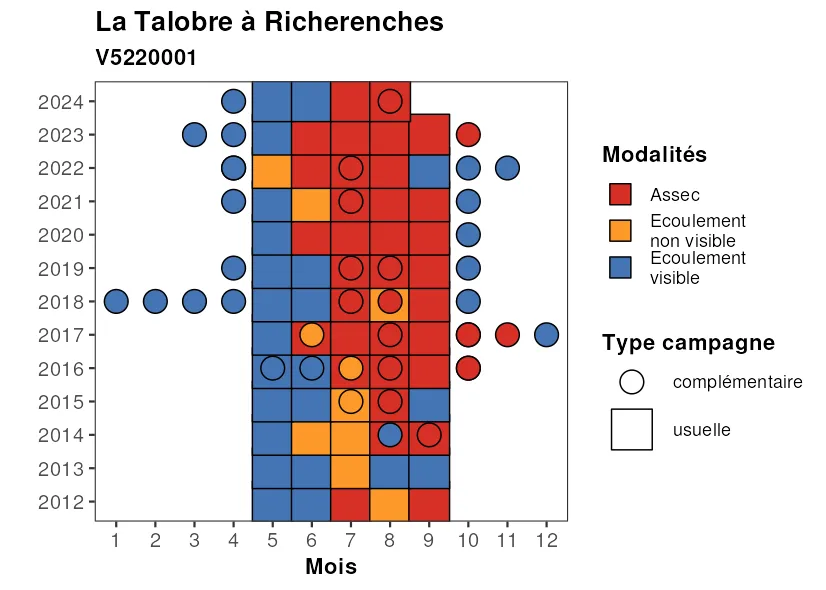 La Talobre à Richerenches
V5220001
2024
2023
2022
2021
2020
2019
2018
2017
2016
2015
2014
2013
2012
1 2 3 4 5 6 7 8 9 10 11 12
Mois
Modalités
Assec
Ecoulement
non visible
Ecoulement
visible
Type campagne
complémentaire
usuelle